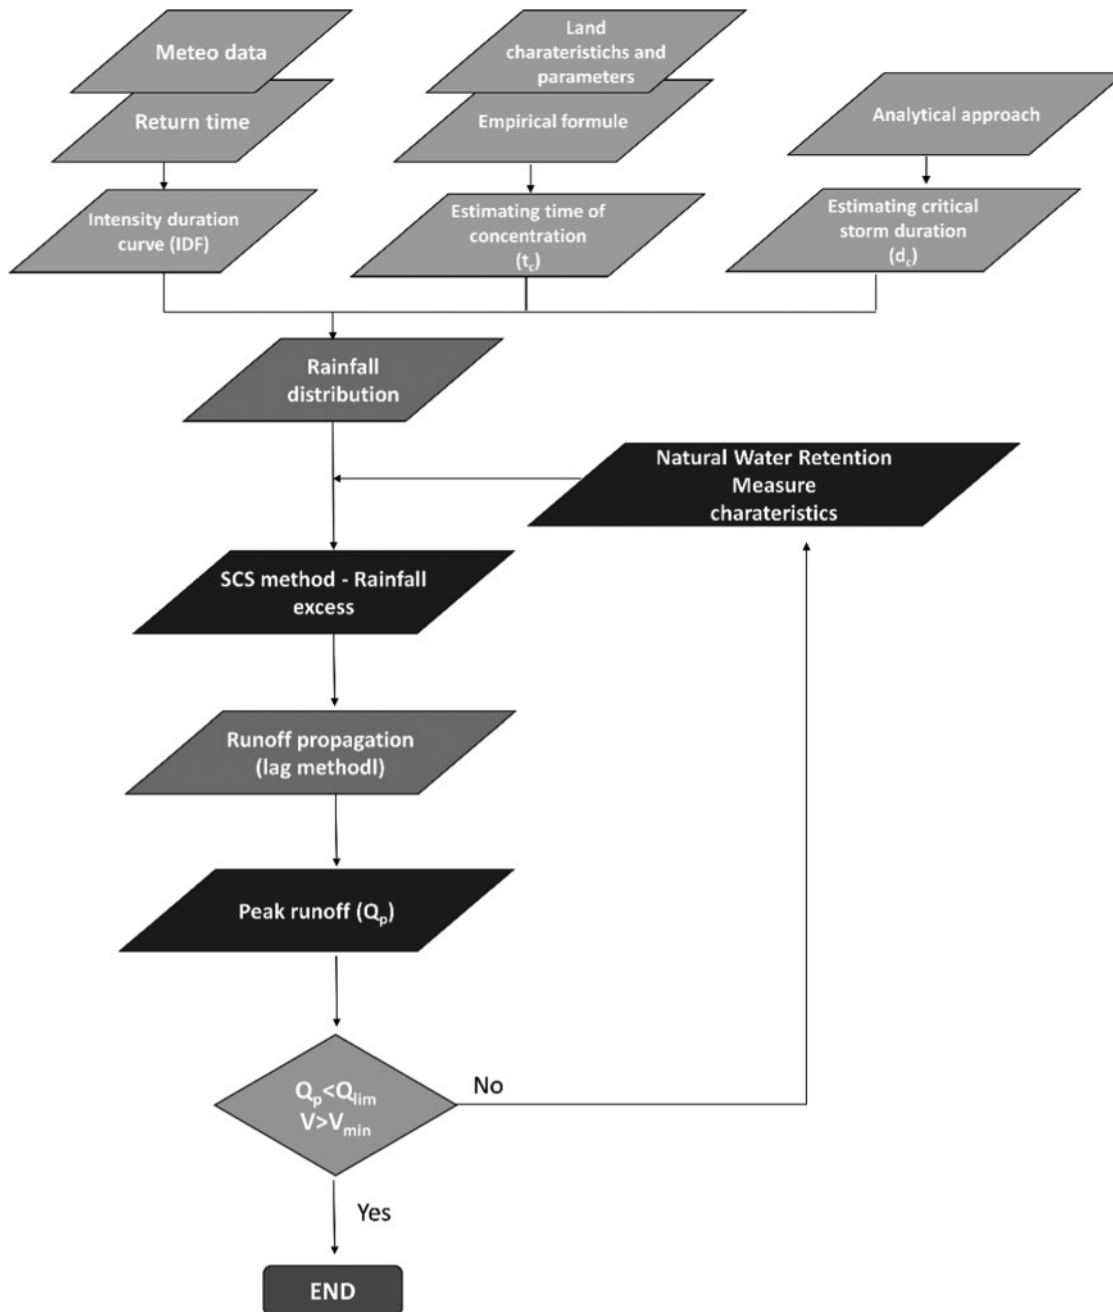 Meteo data
Return time
Intensity duration
curve (IDF)
Land
charateristichs and
parameters
Empirical formule
Estimating time of
concentration
(tc)
Analytical approach
Estimating critical
storm duration
(dc)
Rainfall
distribution
Natural Water Retention
Measure
charateristics
SCS method - Rainfall
excess
Runoff propagation
(lag methodl)
Peak runoff (Qp)
Qp<Qlim
V>Vmin
No
Yes
END